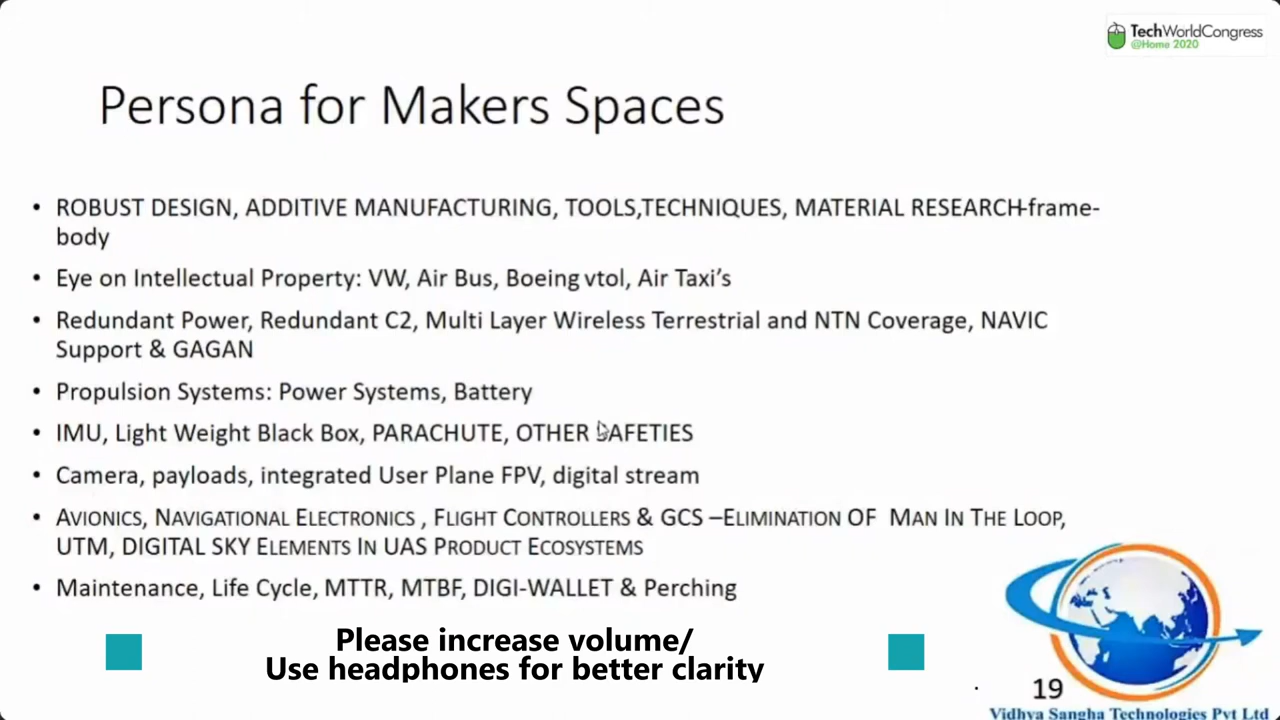 TechWorldCongress
@Home 2020
Persona for Makers Spaces
• ROBUST DESIGN, ADDITIVE MANUFACTURING, TOOLS,TECHNIQUES, MATERIAL RESEARCH-frame-
body
• Eye on Intellectual Property: VW, Air Bus, Boeing vtol, Air Taxi's
• Redundant Power, Redundant C2, Multi Layer Wireless Terrestrial and NTN Coverage, NAVIC
Support & GAGAN
• Propulsion Systems: Power Systems, Battery
• IMU, Light Weight Black Box, PARACHUTE, OTHER SAFETIES
• Camera, payloads, integrated User Plane FPV, digital stream
• AVIONICS, NAVIGATIONAL ELECTRONICS , FLIGHT CONTROLLERS & GCS –ELIMINATION OF MAN IN THE LOOP,
UTM, DIGITAL SKY ELEMENTS IN UAS PRODUCT ECOSYSTEMS
• Maintenance, Life Cycle, MTTR, MTBF, DIGI-WALLET & Perching
Please increase volume/
Use headphones for better clarity
19
Vidhya Sangha Technologies Pvt Ltd